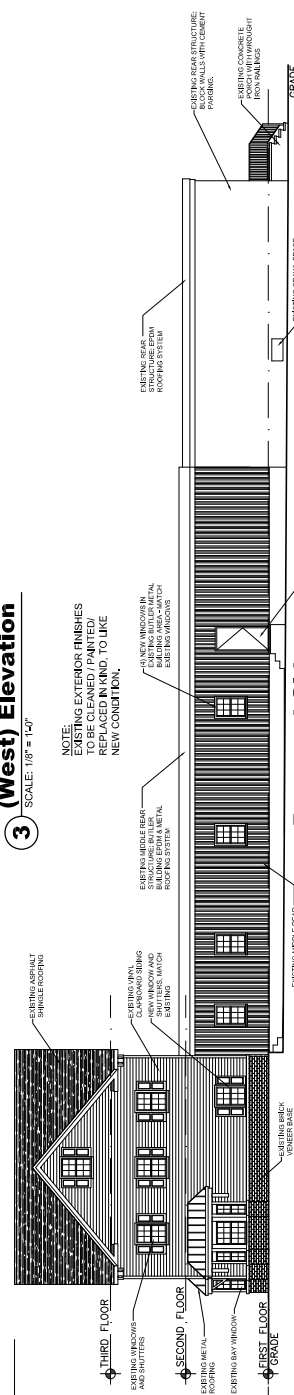 3
(West) Elevation
SCALE: 1/8" = 1'-0"
NOTE:
EXISTING EXTERIOR FINISHES
TO BE CLEANED / PAINTED/
REPLACED IN KIND, TO LIKE
NEW CONDITION.
EXISTING ASPHALT
SHINGLE ROOFING
EXISTING VINYL
CLAPBOARD SIDING
NEW WINDOW AND
SHUTTERS, MATCH
EXISTING
EXISTING MIDDLE REAR
STRUCTURE: BUTLER
BUILDING EPDM & METAL
ROOFING SYSTEM
(4) NEW WINDOWS IN
EXISTING BUTLER METAL
BUILDING AREA - MATCH
EXISTING WINDOWS
EXISTING REAR
STRUCTURE: EPDM
ROOFING SYSTEM
EXISTING REAR STRUCTURE:
BLOCK WALLS WITH CEMENT
PARGING.
EXISTING CONCRETE
PORCH WITH WROUGHT
IRON RAILINGS
GRADE
THIRD FLOOR
EXISTING WINDOWS
AND SHUTTERS
SECOND FLOOR
EXISTING METAL
ROOFING
EXISTING BAY WINDOW
FIRST FLOOR
GRADE
EXISTING BRICK
VENEER BASE